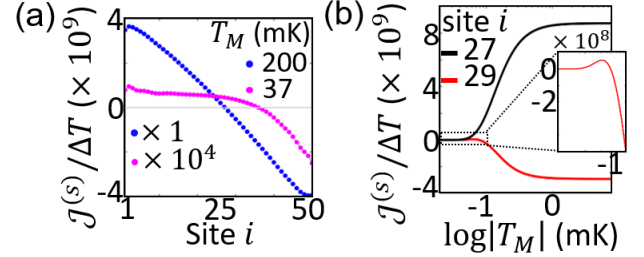 (a)
𝒥^(s)/ΔT (× 10^9)
4
0
-4
T_M (mK)
200
37
× 1
× 10^4
1
25
50
Site i
(b)
𝒥^(s)/ΔT (× 10^9)
8
4
0
-4
site i
27
29
× 10^8
0
-2
-1
-1
0
log|T_M| (mK)